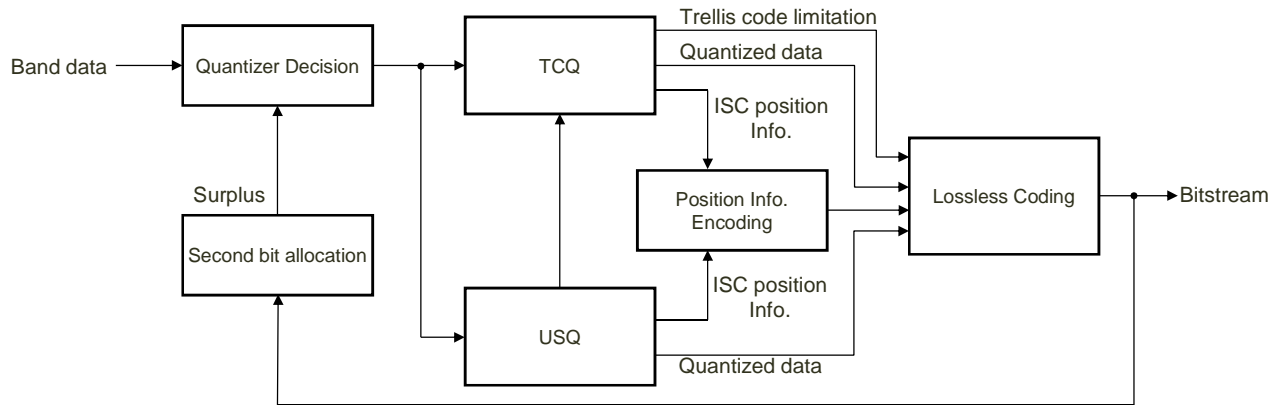 Trellis code limitation
Quantized data
Band data
Quantizer Decision
TCQ
ISC position
Info.
Surplus
Position Info.
Encoding
Lossless Coding
Bitstream
Second bit allocation
ISC position
Info.
USQ
Quantized data